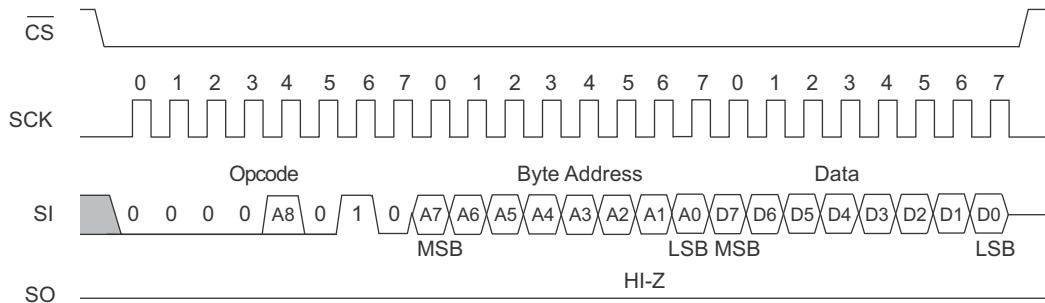 CS
0 1 2 3 4 5 6 7 0 1 2 3 4 5 6 7 0 1 2 3 4 5 6 7
SCK
Opcode Byte Address Data
SI 0 0 0 0 A8 0 1 0 A7 A6 A5 A4 A3 A2 A1 A0 D7 D6 D5 D4 D3 D2 D1 D0
MSB LSB MSB LSB
HI-Z
SO